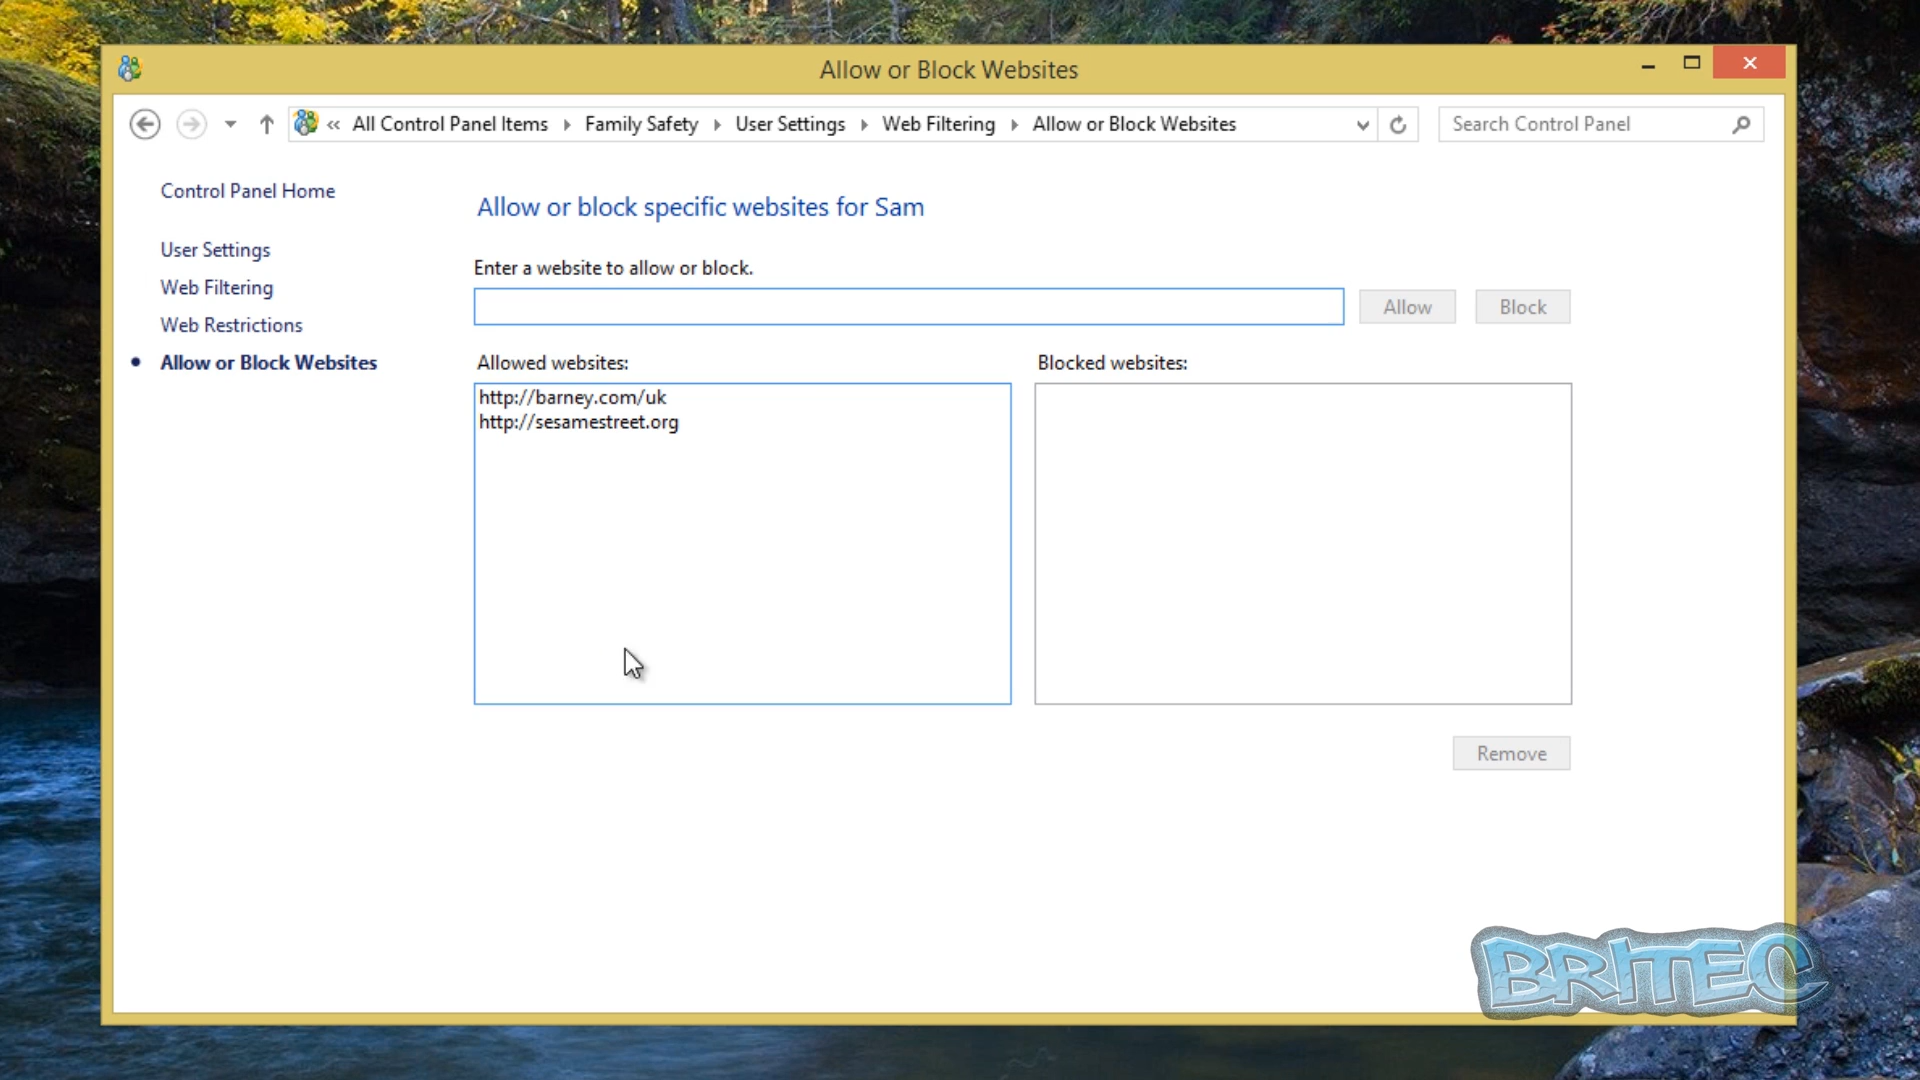 Allow or Block Websites
« All Control Panel Items Family Safety User Settings Web Filtering Allow or Block Websites
Search Control Panel
Control Panel Home
User Settings
Web Filtering
Web Restrictions
• Allow or Block Websites
Allow or block specific websites for Sam
Enter a website to allow or block.
Allow
Block
Allowed websites:
http://barney.com/uk
http://sesamestreet.org
Blocked websites:
Remove
BRITEC